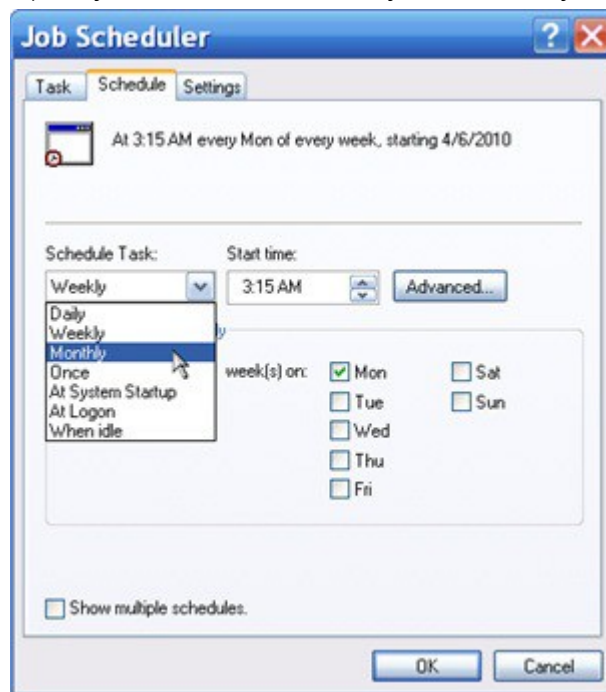 Job Scheduler
Task Schedule Settings
At 3:15 AM every Mon of every week, starting 4/6/2010
Schedule Task: Start time:
Weekly 3:15 AM Advanced...
Daily
Weekly
Monthly
Once
At System Startup
At Logon
When idle
week(s) on:
Mon Sat
Tue Sun
Wed
Thu
Fri
Show multiple schedules.
OK Cancel